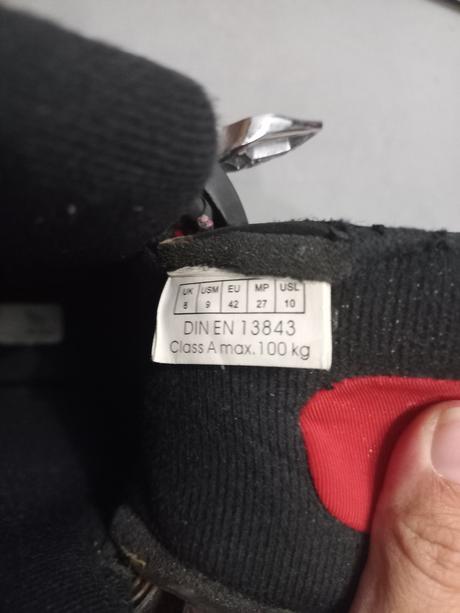 UK USM EU MP USL
8 9 42 27 10
DIN EN 13843
Class A max. 100 kg